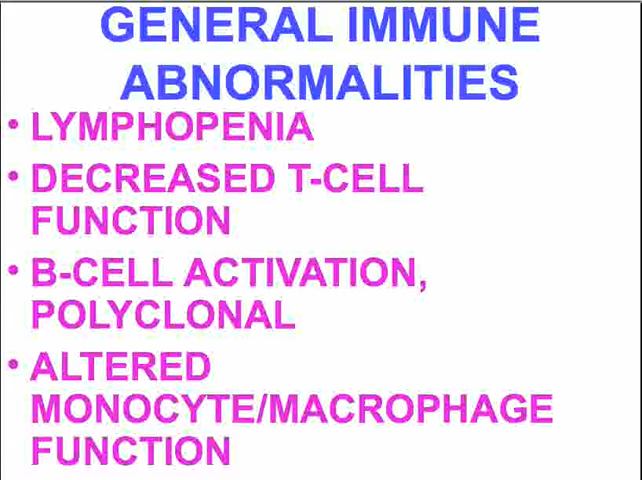 GENERAL IMMUNE
ABNORMALITIES
• LYMPHOPENIA
• DECREASED T-CELL
FUNCTION
• B-CELL ACTIVATION,
POLYCLONAL
• ALTERED
MONOCYTE/MACROPHAGE
FUNCTION